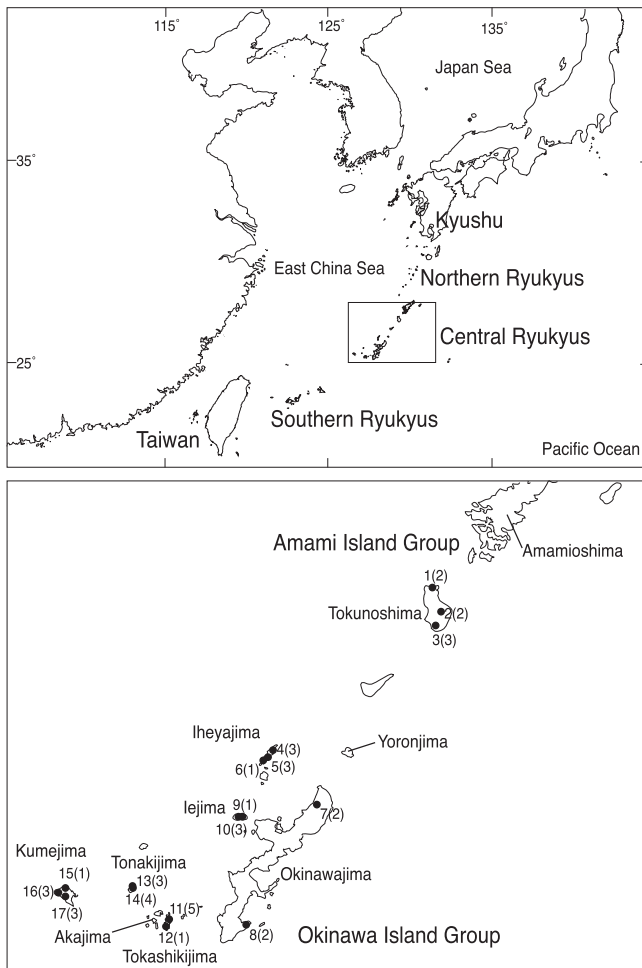 115°
125°
135°
Japan Sea
35°
Kyushu
East China Sea
Northern Ryukyus
Central Ryukyus
25°
Southern Ryukyus
Taiwan
Pacific Ocean
Amami Island Group
Amamioshima
1(2)
Tokunoshima
2(2)
3(3)
Iheyajima
4(3)
Yoronjima
6(1)
5(3)
Iejima
9(1)
7(2)
10(3)
Kumejima
Tonakijima
Okinawajima
15(1)
13(3)
16(3)
14(4)
17(3)
11(5)
Akajima
8(2)
12(1)
Okinawa Island Group
Tokashikijima